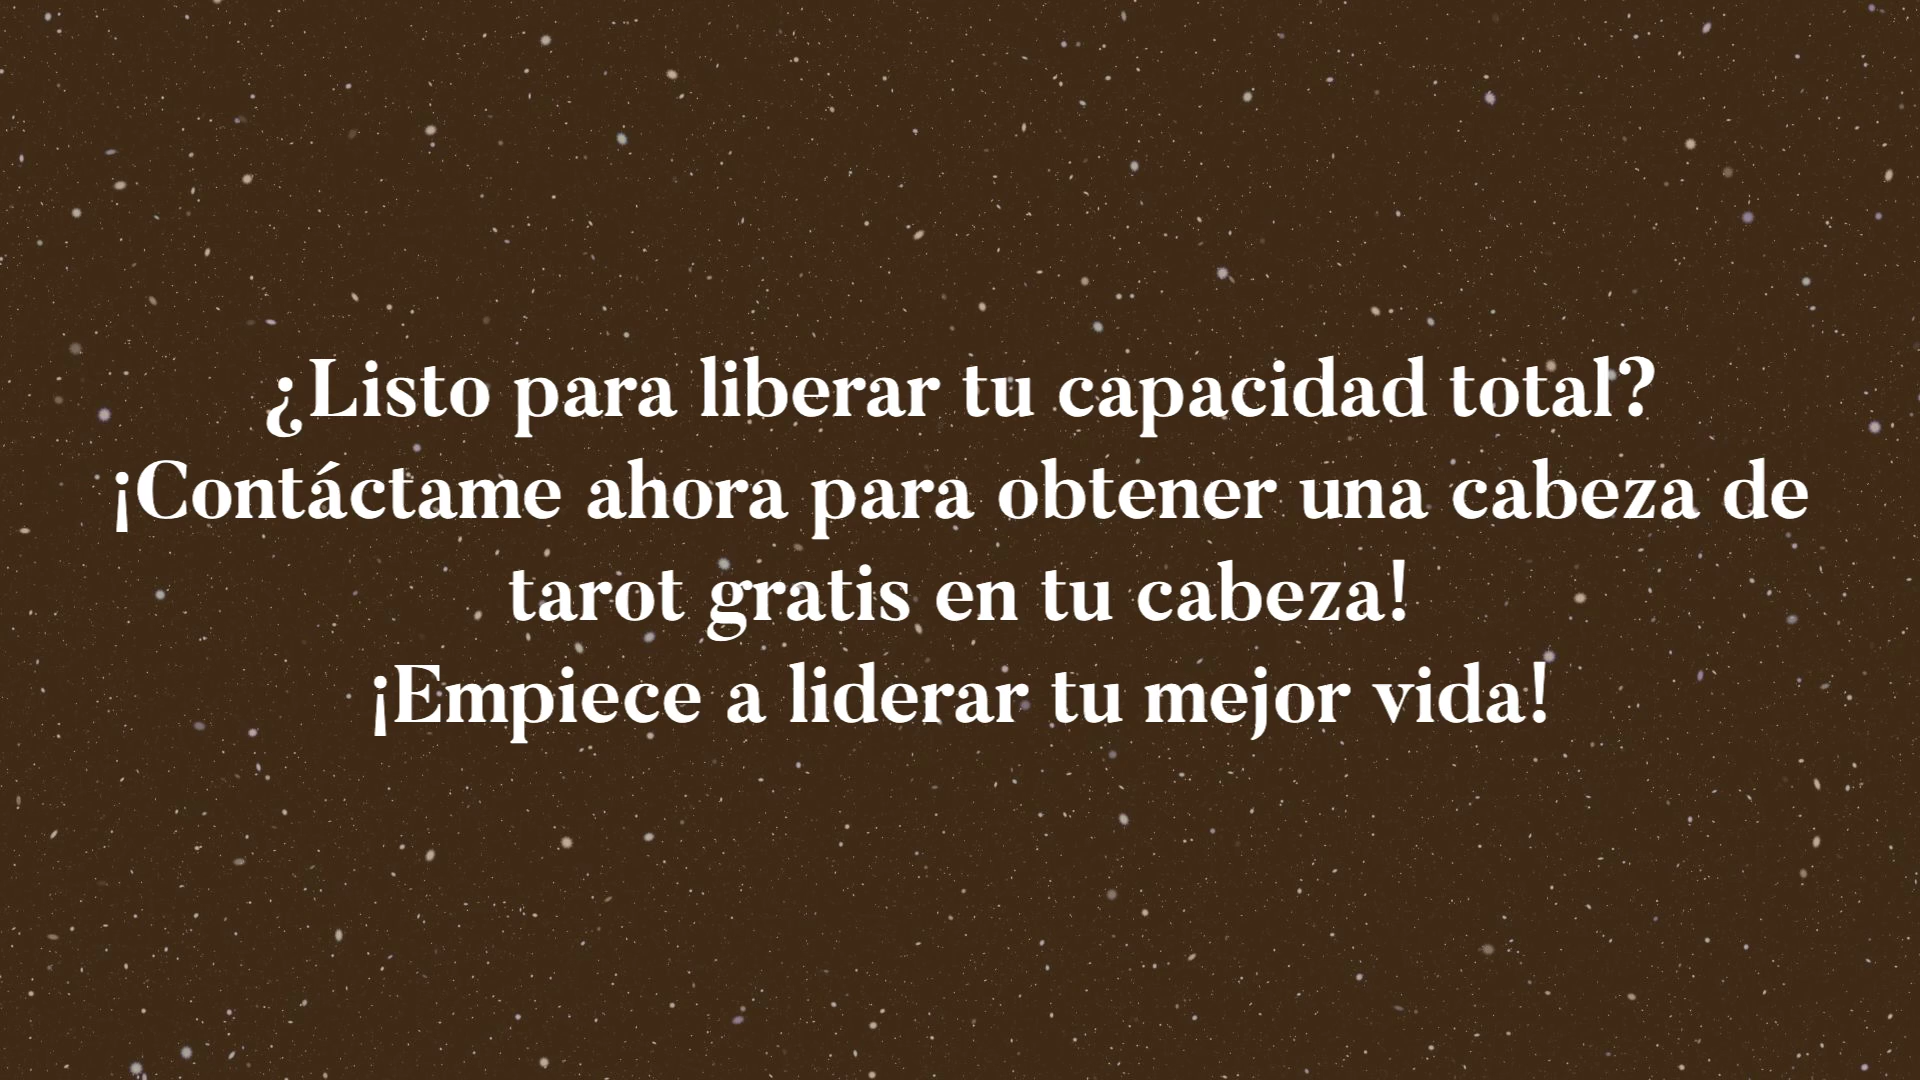 ¿Listo para liberar tu capacidad total?
¡Contáctame ahora para obtener una cabeza de
tarot gratis en tu cabeza!
¡Empiece a liderar tu mejor vida!